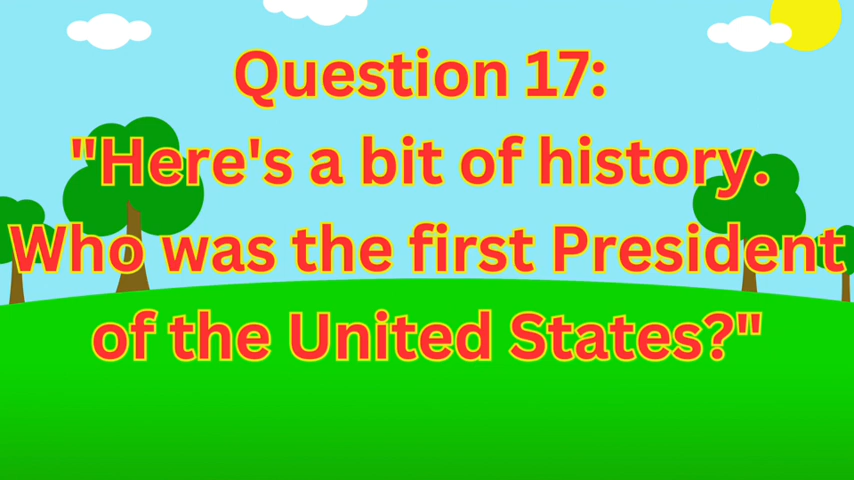 Question 17:
"Here's a bit of history.
Who was the first President
of the United States?"